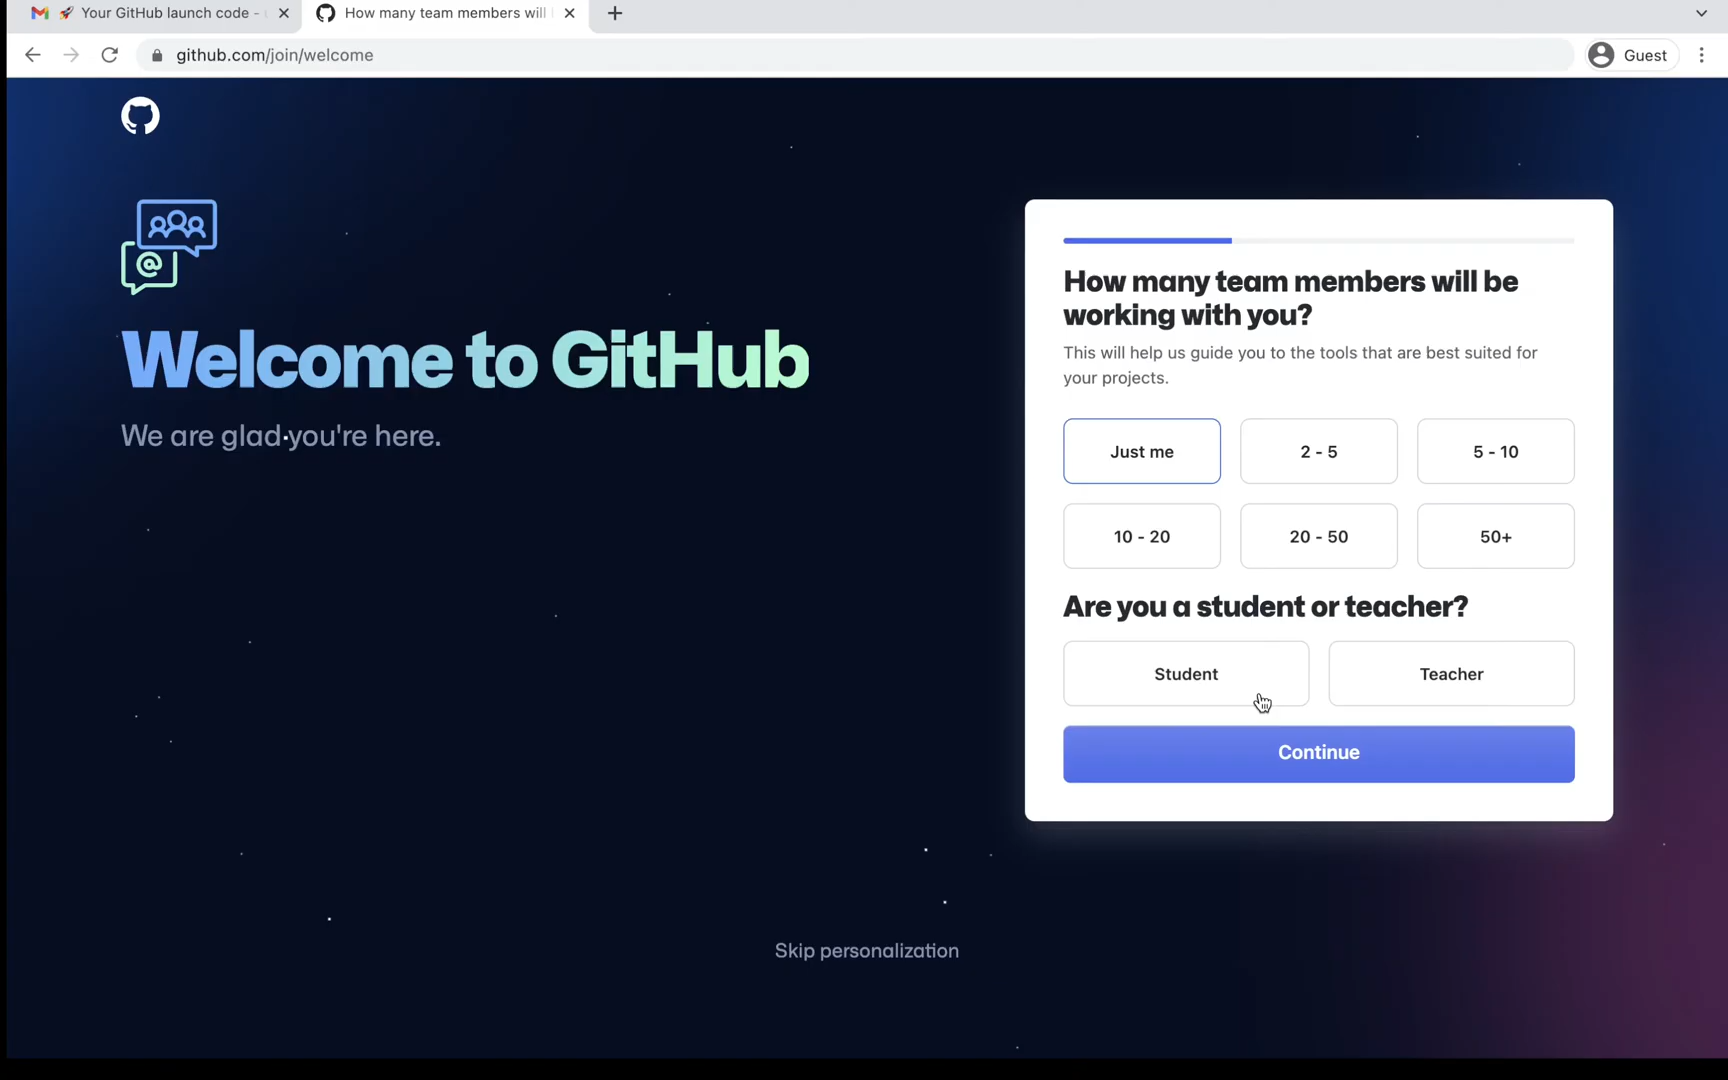 Your GitHub launch code -
How many team members will
github.com/join/welcome
Guest
Welcome to GitHub
We are glad you're here.
How many team members will be
working with you?
This will help us guide you to the tools that are best suited for
your projects.
Just me
2 - 5
5 - 10
10 - 20
20 - 50
50+
Are you a student or teacher?
Student
Teacher
Continue
Skip personalization